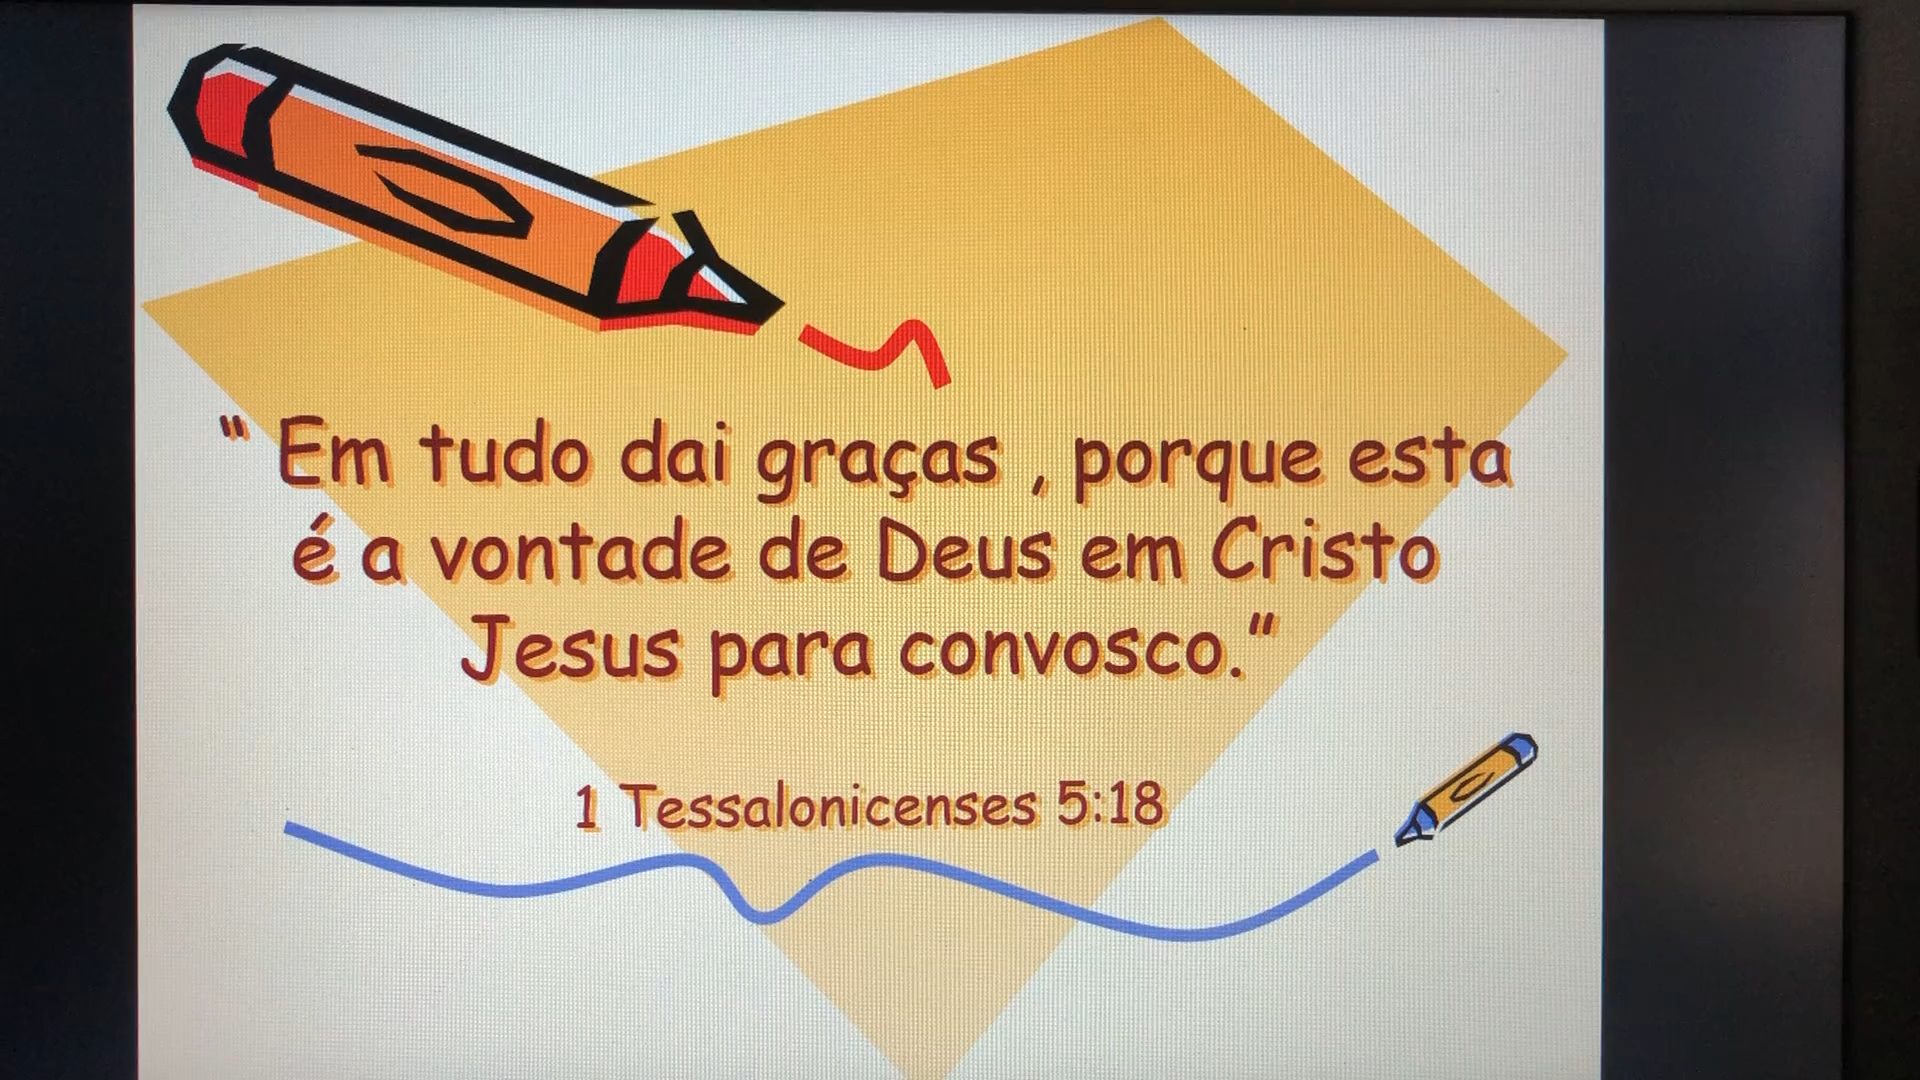 " Em tudo dai graças , porque esta
é a vontade de Deus em Cristo
Jesus para convosco."
1 Tessalonicenses 5:18